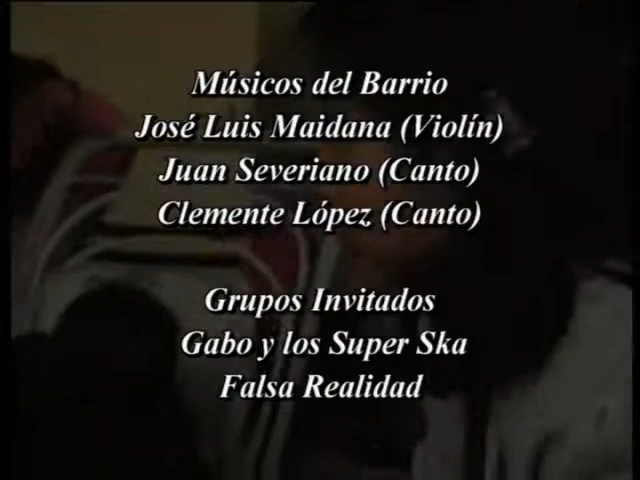 Músicos del Barrio
José Luis Maidana (Violín)
Juan Severiano (Canto)
Clemente López (Canto)
Grupos Invitados
Gabo y los Super Ska
Falsa Realidad